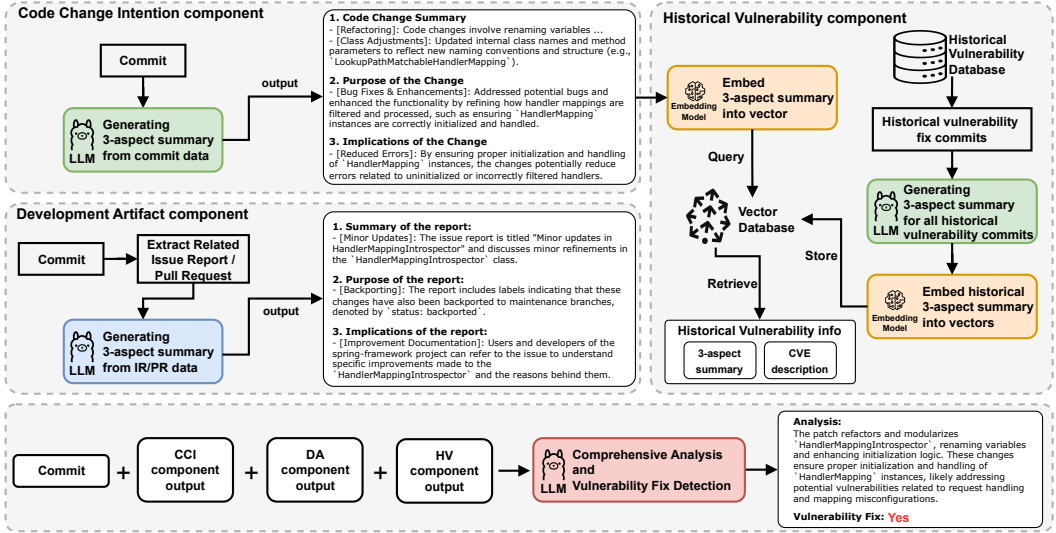 Code Change Intention component
Commit
LLM
Generating
3-aspect summary
from commit data
output
1. Code Change Summary
- [Refactoring]: Code changes involve renaming variables ...
- [Class Adjustments]: Updated internal class names and method
parameters to reflect new naming conventions and structure (e.g.,
`LookupPathMatchableHandlerMapping`).
2. Purpose of the Change
- [Bug Fixes & Enhancements]: Addressed potential bugs and
enhanced the functionality by refining how handler mappings are
filtered and processed, such as ensuring `HandlerMapping`
instances are correctly initialized and handled.
3. Implications of the Change
- [Reduced Errors]: By ensuring proper initialization and handling
of `HandlerMapping` instances, the changes potentially reduce
errors related to uninitialized or incorrectly filtered handlers.
Development Artifact component
Commit
Extract Related
Issue Report /
Pull Request
LLM
Generating
3-aspect summary
from IR/PR data
output
1. Summary of the report:
- [Minor Updates]: The issue report is titled "Minor updates in
HandlerMappingIntrospector" and discusses minor refinements in
the `HandlerMappingIntrospector` class.
2. Purpose of the report:
- [Backporting]: The report includes labels indicating that these
changes have also been backported to maintenance branches,
denoted by `status: backported`.
3. Implications of the report:
- [Improvement Documentation]: Users and developers of the
spring-framework project can refer to the issue to understand
specific improvements made to the
`HandlerMappingIntrospector` and the reasons behind them.
Historical Vulnerability component
Embedding
Model
Embed
3-aspect summary
into vector
Query
Vector
Database
Store
Retrieve
Historical Vulnerability info
3-aspect
summary
CVE
description
Historical
Vulnerability
Database
Historical vulnerability
fix commits
LLM
Generating
3-aspect summary
for all historical
vulnerability commits
Embedding
Model
Embed historical
3-aspect summary
into vectors
Commit
+
CCI
component
output
+
DA
component
output
+
HV
component
output
LLM
Comprehensive Analysis
and
Vulnerability Fix Detection
Analysis:
The patch refactors and modularizes
`HandlerMappingIntrospector`, renaming variables
and enhancing initialization logic. These changes
ensure proper initialization and handling of
`HandlerMapping` instances, likely addressing
potential vulnerabilities related to request handling
and mapping misconfigurations.
Vulnerability Fix: Yes